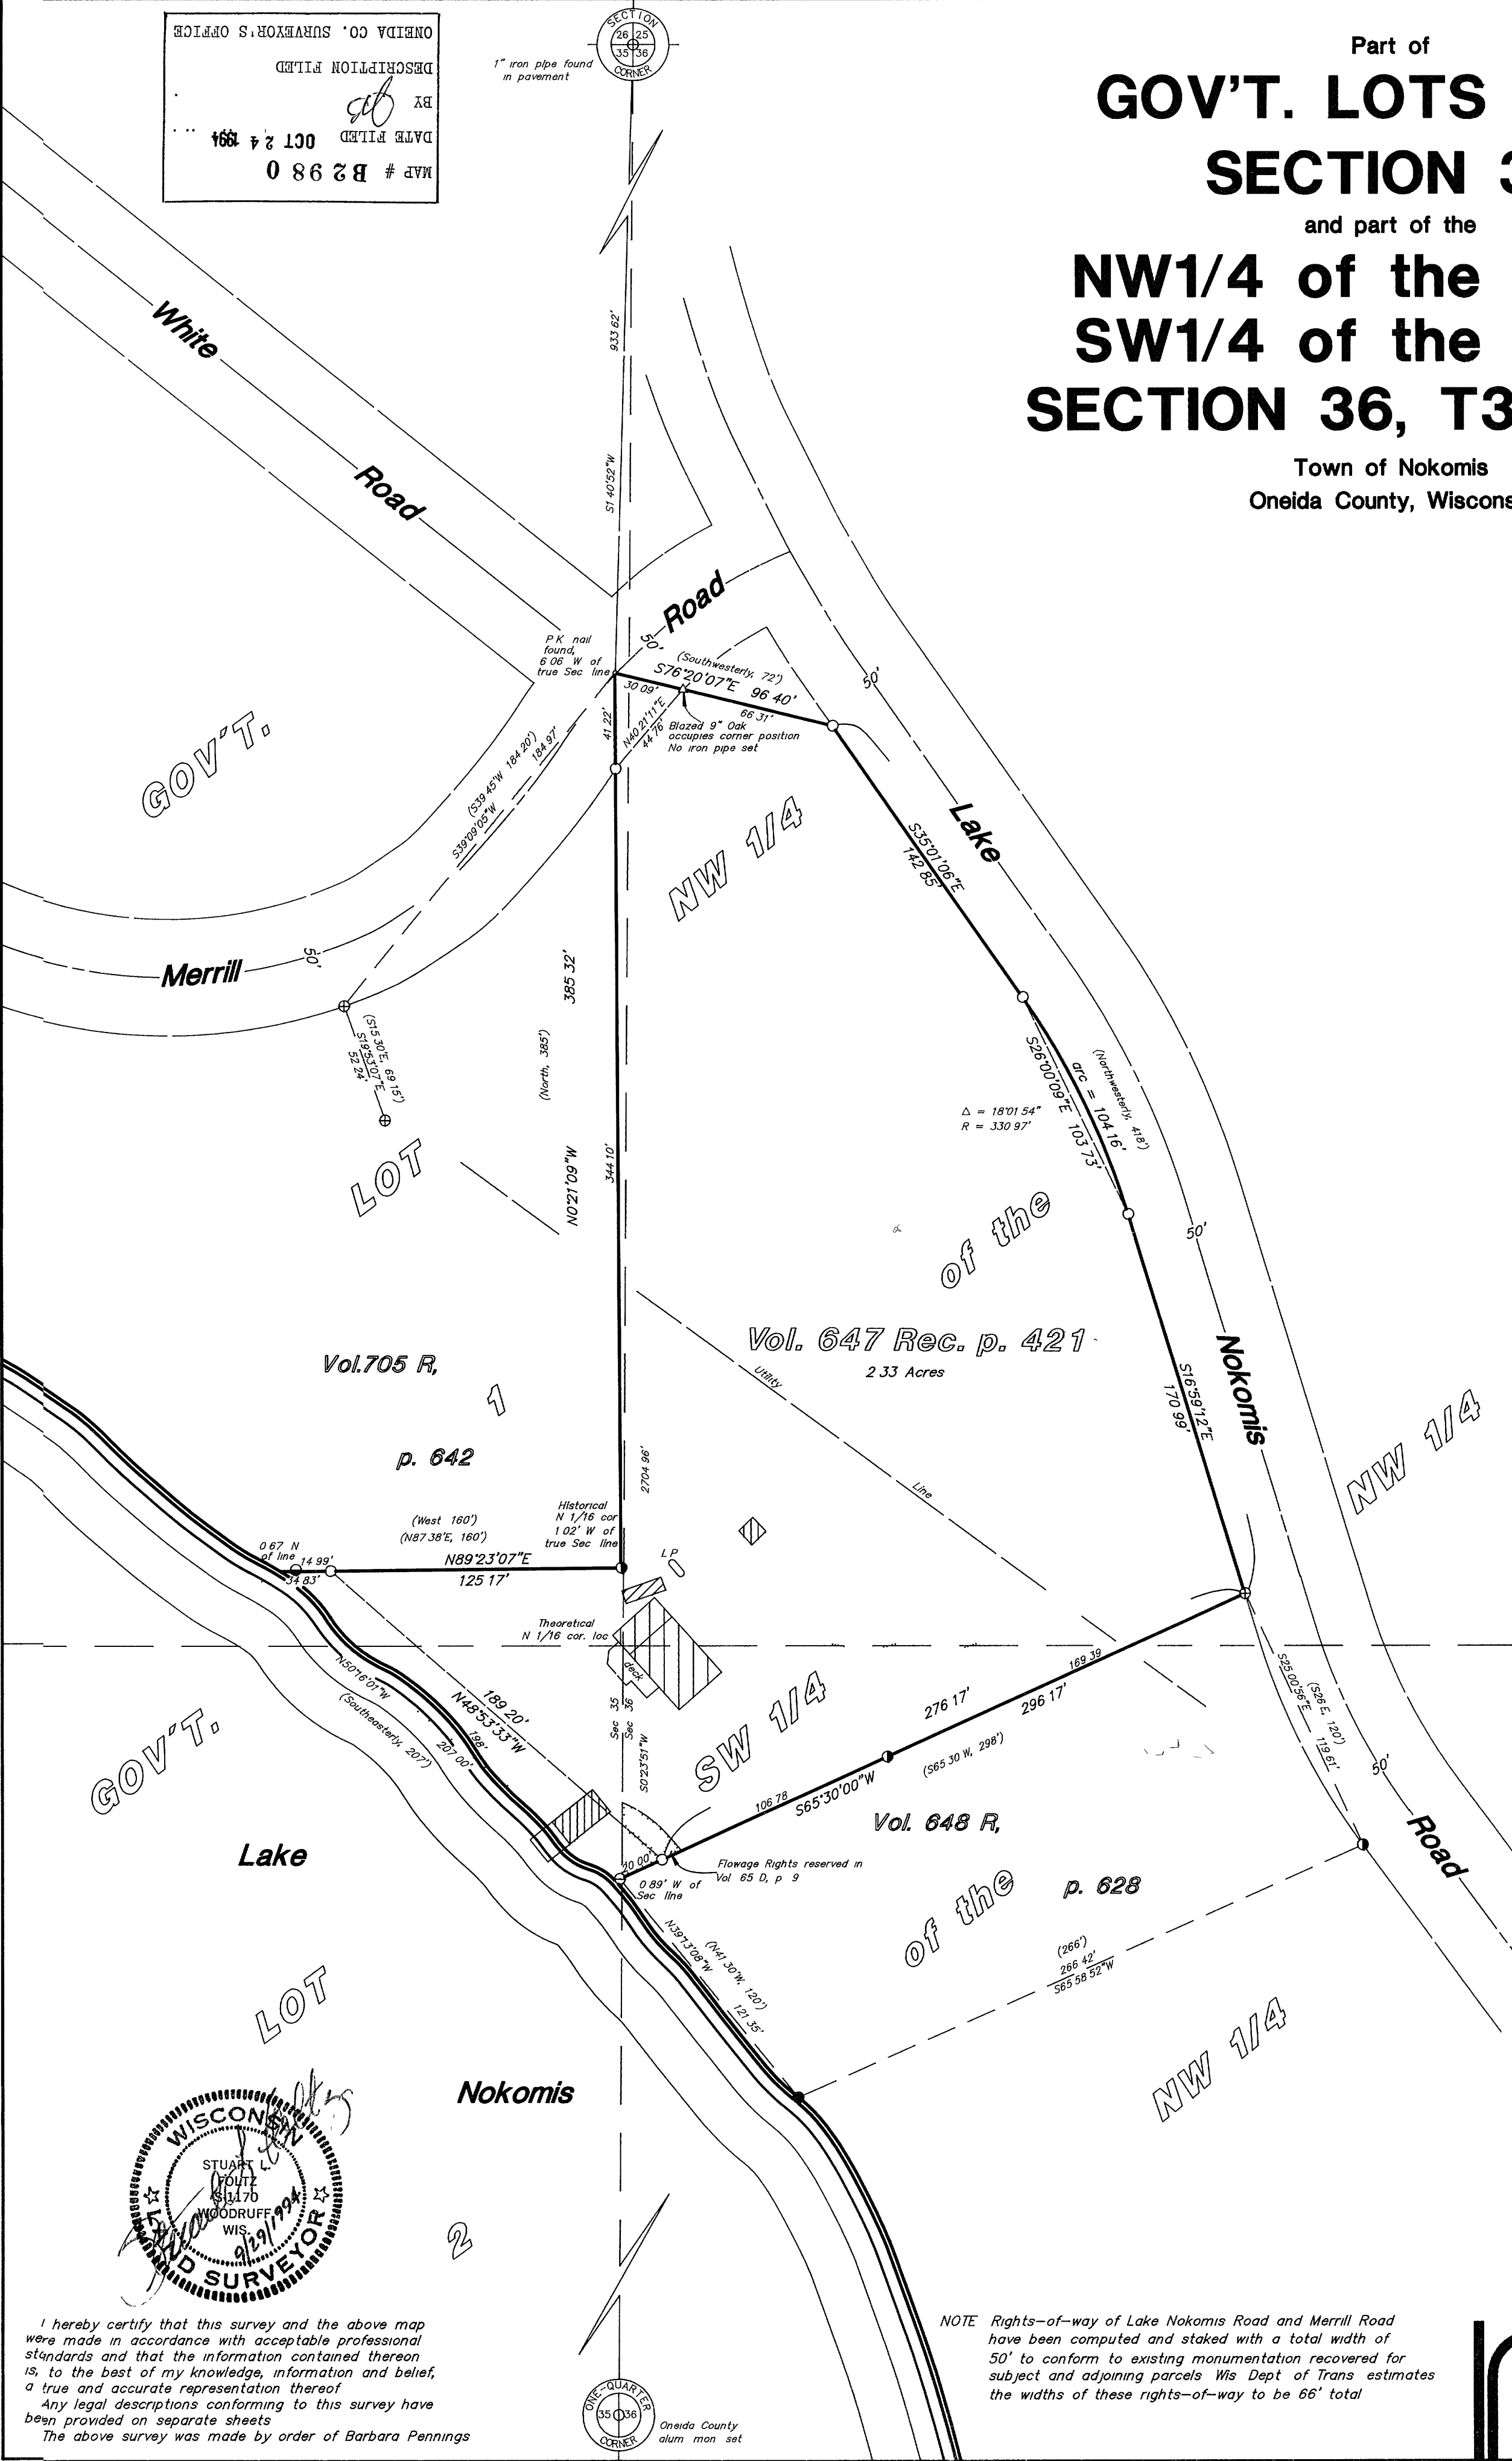 ONEIDA CO. SURVEYOR'S OFFICE
DESCRIPTION FILED
BY
DATE FILED OCT 24 1994
MAP # B2980
SECTION
26 25
35 36
CORNER
1" iron pipe found
in pavement
Part of
GOV'T. LOTS
SECTION
and part of the
NW1/4 of the
SW1/4 of the
SECTION 36, T3
Town of Nokomis
Oneida County, Wiscons
White
Road
933 62'
S1 40'52"W
Road
50'
P K nail
found,
6 06 W of
true Sec line
(Southwesterly, 72')
S76°20'07"E 96 40'
30 09'
66 31'
Blazed 9" Oak
occupies corner position
No iron pipe set
41 22'
N40 21'11"E
44 76'
50'
(S39 45'W 184 20')
184 97'
S39°09'05"W
GOV'T.
NW 1/4
S35°01'06"E
142 85'
Lake
Merrill
50'
(S15 30'E, 69 15')
S19°53'07"E
52 24'
385 32'
(North, 385')
N0°21'09"W
344 10'
LOT
Δ = 18°01 54"
R = 330 97'
(Northwesterly, 418')
arc = 104 16'
S26°00'09"E 103 73'
of the
50'
Vol. 647 Rec. p. 421
2 33 Acres
Utility
Line
S16°59'12"E
170 99'
Nokomis
NW 1/4
Vol.705 R,
1
p. 642
2704 96'
(West 160')
(N87 38'E, 160')
N89°23'07"E
125 17'
0 67 N
of line
14 99'
34 83'
Historical
N 1/16 cor
1 02' W of
true Sec line
L P
Theoretical
N 1/16 cor. loc
deck
Sec 35
Sec 36
S0°23'51"W
SW 1/4
169 39
276 17'
296 17'
(S65 30 W, 298')
106 78
S65°30'00"W
S25 00'56"E
119 61'
(S26 E, 120')
50'
Road
N50°16'01"W
(Southeasterly, 207')
207 00'
198'
189 20'
N48°53'33"W
GOV'T.
Lake
Vol. 648 R,
p. 628
Flowage Rights reserved in
Vol 65 D, p 9
0 89' W of
Sec line
N39°13'08"W
(N41 30'W, 120')
121 35'
of the
(266')
266 42'
S65 58 52"W
NW 1/4
LOT
Nokomis
2
WISCONSIN
STUART L.
FOLTZ
S-1170
WOODRUFF
WIS.
LAND SURVEYOR
9/29/1994
I hereby certify that this survey and the above map
were made in accordance with acceptable professional
standards and that the information contained thereon
is, to the best of my knowledge, information and belief,
a true and accurate representation thereof
Any legal descriptions conforming to this survey have
been provided on separate sheets
The above survey was made by order of Barbara Pennings
ONE-QUARTER
35 36
CORNER
Oneida County
alum mon set
NOTE Rights-of-way of Lake Nokomis Road and Merrill Road
have been computed and staked with a total width of
50' to conform to existing monumentation recovered for
subject and adjoining parcels Wis Dept of Trans estimates
the widths of these rights-of-way to be 66' total